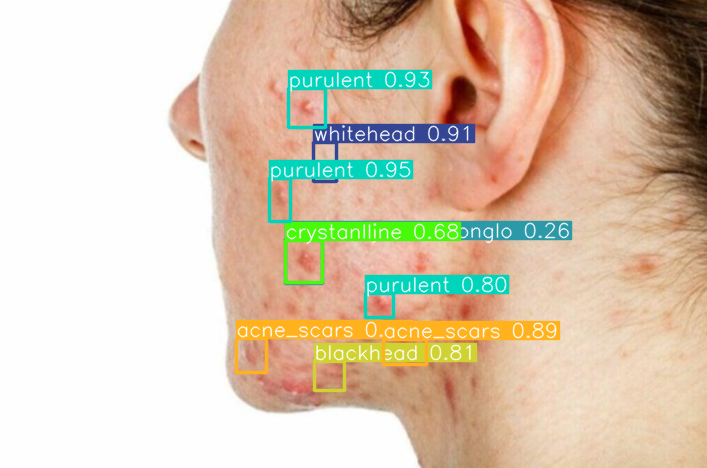 purulent 0.93
whitehead 0.91
purulent 0.95
crystanlline 0.68
onglo 0.26
purulent 0.80
acne_scars 0.
acne_scars 0.89
blackhead 0.81